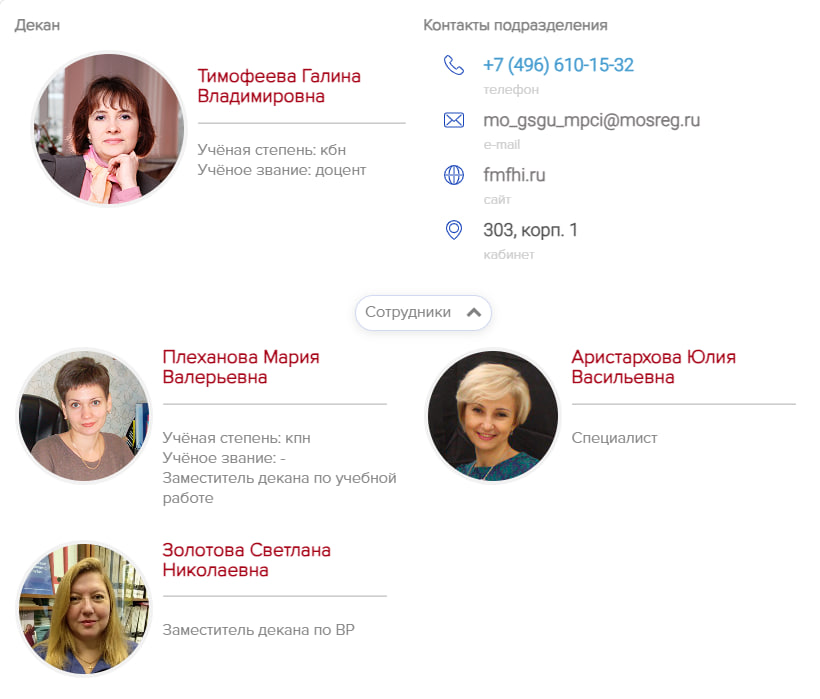 Декан
Тимофеева Галина
Владимировна
Учёная степень: кбн
Учёное звание: доцент
Контакты подразделения
+7 (496) 610-15-32
телефон
mo_gsgu_mpci@mosreg.ru
e-mail
fmfhi.ru
сайт
303, корп. 1
кабинет
Сотрудники
Плеханова Мария
Валерьевна
Учёная степень: кпн
Учёное звание: -
Заместитель декана по учебной
работе
Аристархова Юлия
Васильевна
Специалист
Золотова Светлана
Николаевна
Заместитель декана по ВР